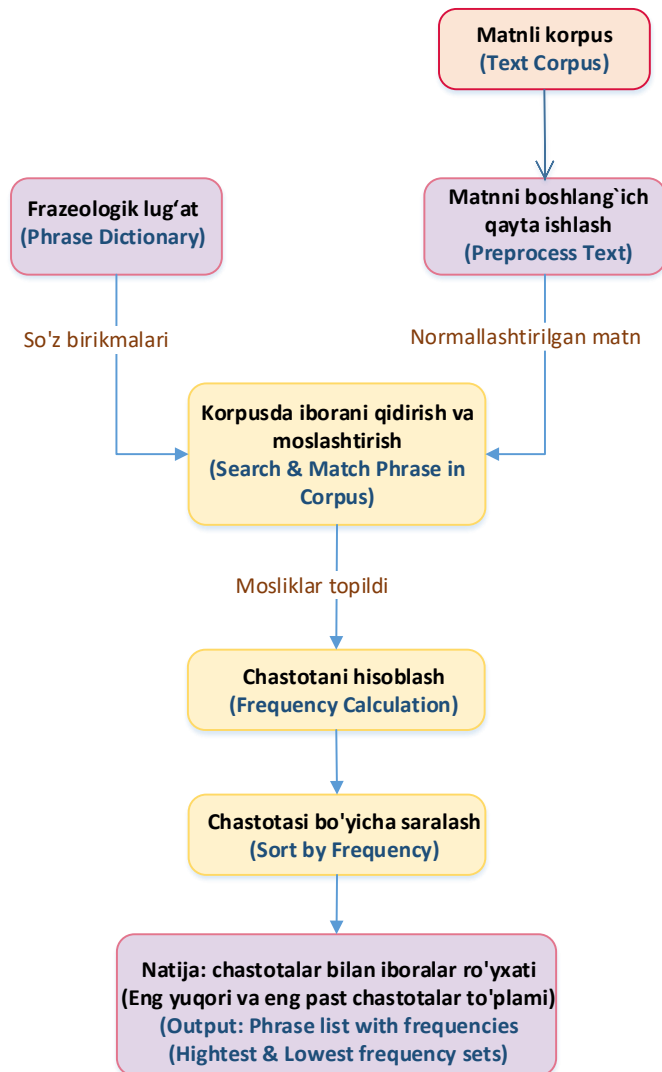 Matnli korpus
(Text Corpus)
Frazeologik lug‘at
(Phrase Dictionary)
Matnni boshlang`ich
qayta ishlash
(Preprocess Text)
So'z birikmalari
Normallashtirilgan matn
Korpusda iborani qidirish va
moslashtirish
(Search & Match Phrase in
Corpus)
Mosliklar topildi
Chastotani hisoblash
(Frequency Calculation)
Chastotasi bo'yicha saralash
(Sort by Frequency)
Natija: chastotalar bilan iboralar ro'yxati
(Eng yuqori va eng past chastotalar to'plami)
(Output: Phrase list with frequencies
(Hightest & Lowest frequency sets)